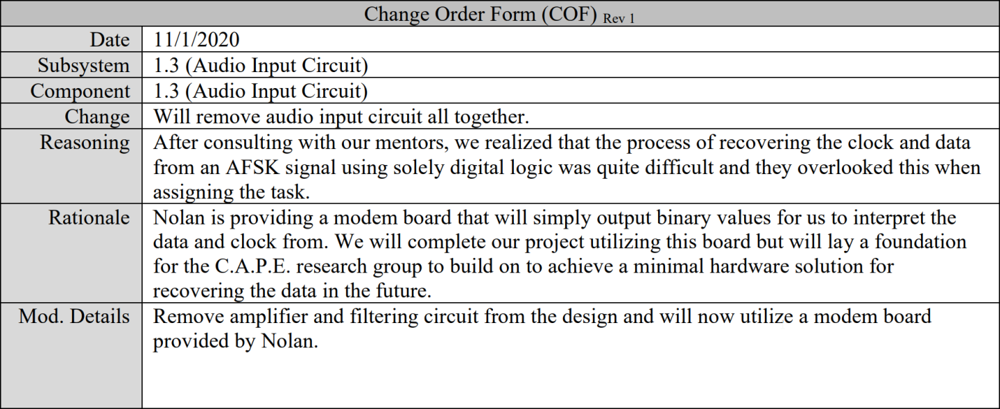 Change Order Form (COF) Rev 1
Date 11/1/2020
Subsystem 1.3 (Audio Input Circuit)
Component 1.3 (Audio Input Circuit)
Change Will remove audio input circuit all together.
Reasoning After consulting with our mentors, we realized that the process of recovering the clock and data
from an AFSK signal using solely digital logic was quite difficult and they overlooked this when
assigning the task.
Rationale Nolan is providing a modem board that will simply output binary values for us to interpret the
data and clock from. We will complete our project utilizing this board but will lay a foundation
for the C.A.P.E. research group to build on to achieve a minimal hardware solution for
recovering the data in the future.
Mod. Details Remove amplifier and filtering circuit from the design and will now utilize a modem board
provided by Nolan.